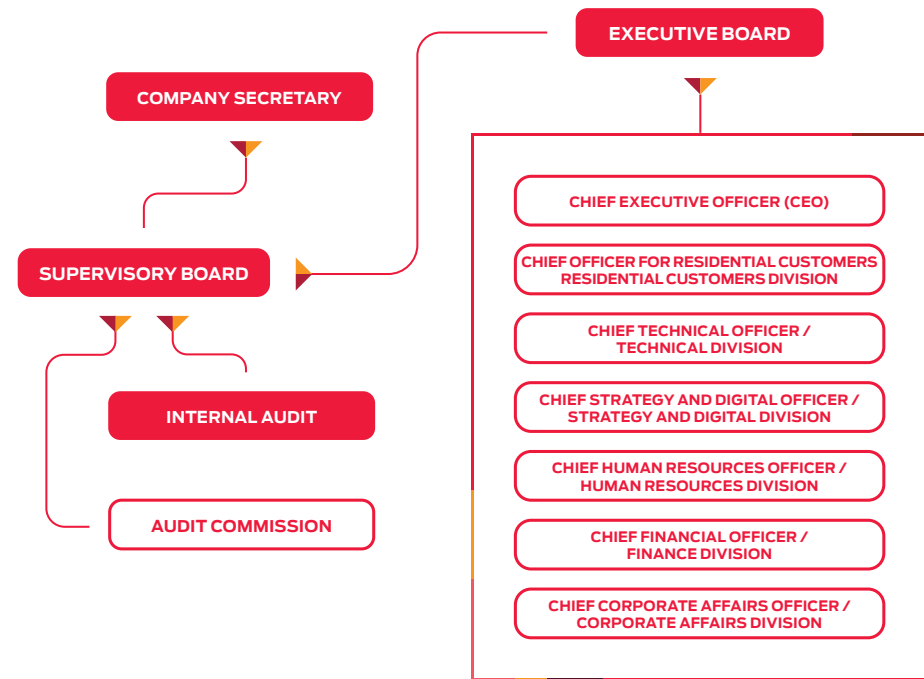 EXECUTIVE BOARD
COMPANY SECRETARY
SUPERVISORY BOARD
INTERNAL AUDIT
AUDIT COMMISSION
CHIEF EXECUTIVE OFFICER (CEO)
CHIEF OFFICER FOR RESIDENTIAL CUSTOMERS
RESIDENTIAL CUSTOMERS DIVISION
CHIEF TECHNICAL OFFICER /
TECHNICAL DIVISION
CHIEF STRATEGY AND DIGITAL OFFICER /
STRATEGY AND DIGITAL DIVISION
CHIEF HUMAN RESOURCES OFFICER /
HUMAN RESOURCES DIVISION
CHIEF FINANCIAL OFFICER /
FINANCE DIVISION
CHIEF CORPORATE AFFAIRS OFFICER /
CORPORATE AFFAIRS DIVISION